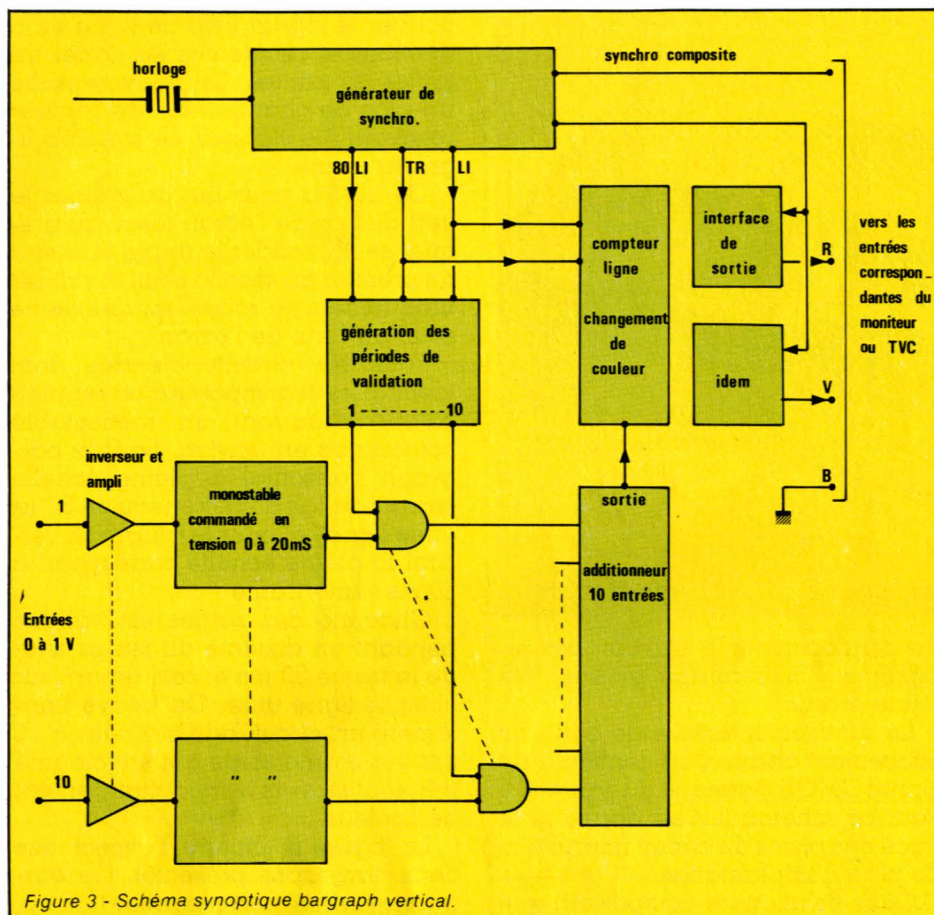 horloge
générateur de
synchro.
synchro composite
80 LI
TR
LI
compteur
ligne
changement
de
couleur
interface
de
sortie
R
vers les
entrées
correspon_
dantes du
moniteur
ou TVC
génération des
périodes de
validation
1 ---------- 10
idem
V
B
inverseur et
ampli
1
monostable
commandé en
tension 0 à 20mS
sortie
additionneur
10 entrées
Entrées
0 à 1 V
10
" "
Figure 3 - Schéma synoptique bargraph vertical.